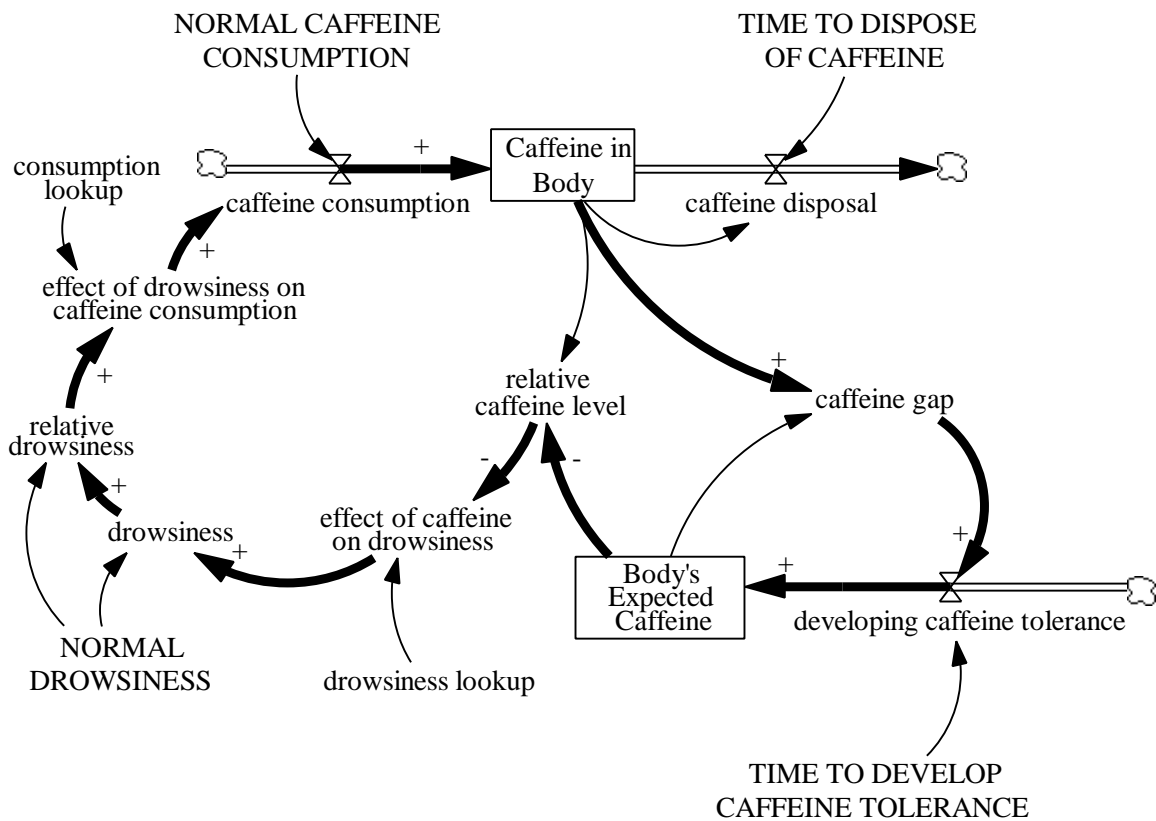 NORMAL CAFFEINE
CONSUMPTION
TIME TO DISPOSE
OF CAFFEINE
+
Caffeine in
Body
consumption
lookup
caffeine consumption
caffeine disposal
+
effect of drowsiness on
caffeine consumption
+
+
relative
caffeine level
caffeine gap
relative
drowsiness
-
-
+
effect of caffeine
on drowsiness
drowsiness
+
+
+
Body's
Expected
Caffeine
developing caffeine tolerance
NORMAL
DROWSINESS
drowsiness lookup
TIME TO DEVELOP
CAFFEINE TOLERANCE